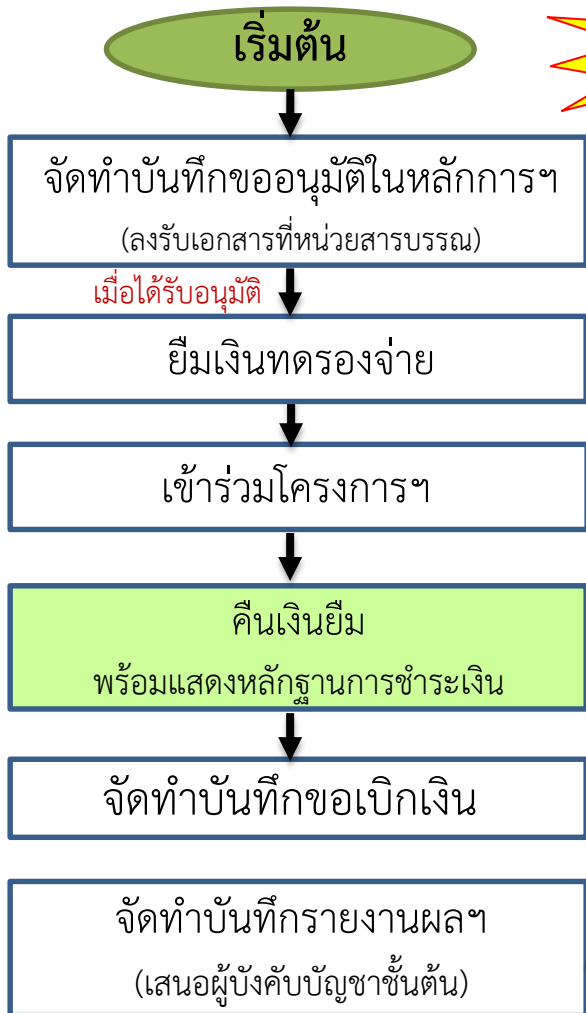 เริ่มต้น
จัดทำบันทึกขออนุมัติในหลักการฯ
(ลงรับเอกสารที่หน่วยสารบรรณ)
เมื่อได้รับอนุมัติ
ยืมเงินทดรองจ่าย
เข้าร่วมโครงการฯ
คืนเงินยืม
พร้อมแสดงหลักฐานการชำระเงิน
จัดทำบันทึกขอเบิกเงิน
จัดทำบันทึกรายงานผลฯ
(เสนอผู้บังคับบัญชาชั้นต้น)